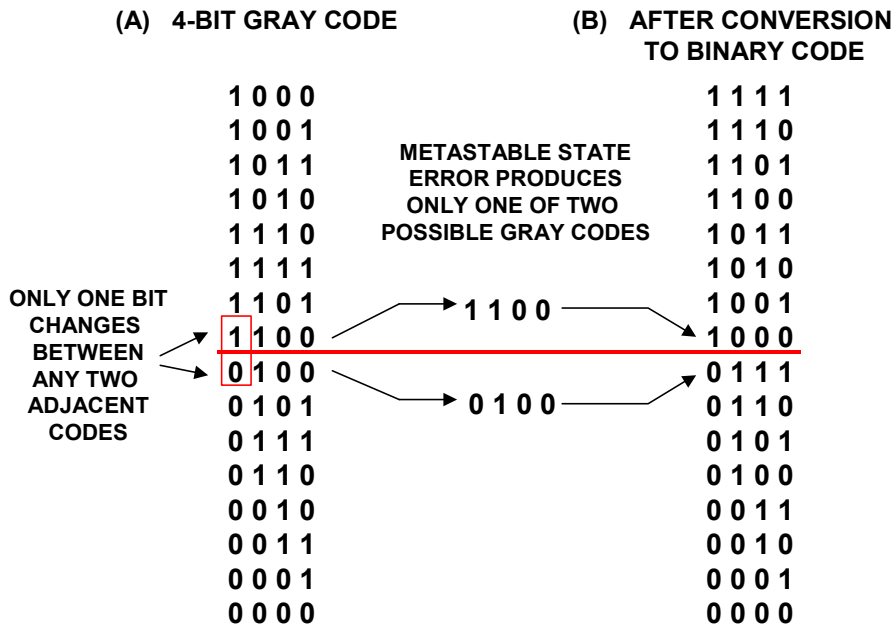 (A) 4-BIT GRAY CODE
(B) AFTER CONVERSION
TO BINARY CODE
1 0 0 0
1 0 0 1
1 0 1 1
1 0 1 0
1 1 1 0
1 1 1 1
1 1 0 1
1 1 0 0
0 1 0 0
0 1 0 1
0 1 1 1
0 1 1 0
0 0 1 0
0 0 1 1
0 0 0 1
0 0 0 0
ONLY ONE BIT
CHANGES
BETWEEN
ANY TWO
ADJACENT
CODES
METASTABLE STATE
ERROR PRODUCES
ONLY ONE OF TWO
POSSIBLE GRAY CODES
1 1 0 0
0 1 0 0
1 1 1 1
1 1 1 0
1 1 0 1
1 1 0 0
1 0 1 1
1 0 1 0
1 0 0 1
1 0 0 0
0 1 1 1
0 1 1 0
0 1 0 1
0 1 0 0
0 0 1 1
0 0 1 0
0 0 0 1
0 0 0 0